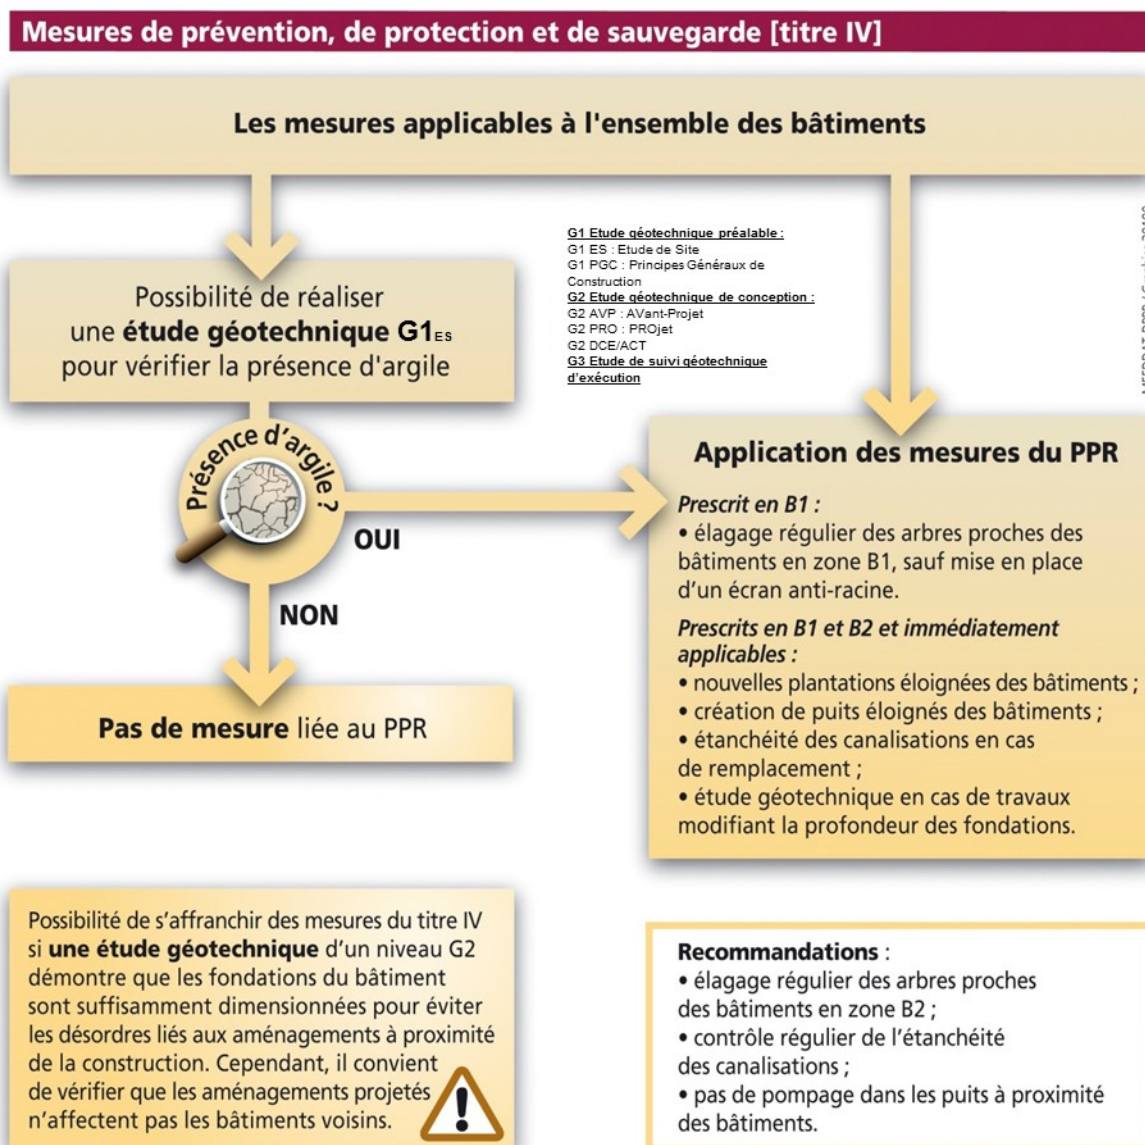 Mesures de prévention, de protection et de sauvegarde [titre IV]
Les mesures applicables à l'ensemble des bâtiments
Possibilité de réaliser
une étude géotechnique G1ES
pour vérifier la présence d'argile
G1 Etude géotechnique préalable :
G1 ES : Etude de Site
G1 PGC : Principes Généraux de
Construction
G2 Etude géotechnique de conception :
G2 AVP : AVant-Projet
G2 PRO : PROjet
G2 DCE/ACT
G3 Etude de suivi géotechnique
d'exécution
Présence d'argile ?
OUI
NON
Pas de mesure liée au PPR
Application des mesures du PPR
Prescrit en B1 :
• élagage régulier des arbres proches des
bâtiments en zone B1, sauf mise en place
d'un écran anti-racine.
Prescrits en B1 et B2 et immédiatement
applicables :
• nouvelles plantations éloignées des bâtiments ;
• création de puits éloignés des bâtiments ;
• étanchéité des canalisations en cas
de remplacement ;
• étude géotechnique en cas de travaux
modifiant la profondeur des fondations.
Possibilité de s'affranchir des mesures du titre IV
si une étude géotechnique d'un niveau G2
démontre que les fondations du bâtiment
sont suffisamment dimensionnées pour éviter
les désordres liés aux aménagements à proximité
de la construction. Cependant, il convient
de vérifier que les aménagements projetés
n'affectent pas les bâtiments voisins.
!
Recommandations :
• élagage régulier des arbres proches
des bâtiments en zone B2 ;
• contrôle régulier de l'étanchéité
des canalisations ;
• pas de pompage dans les puits à proximité
des bâtiments.